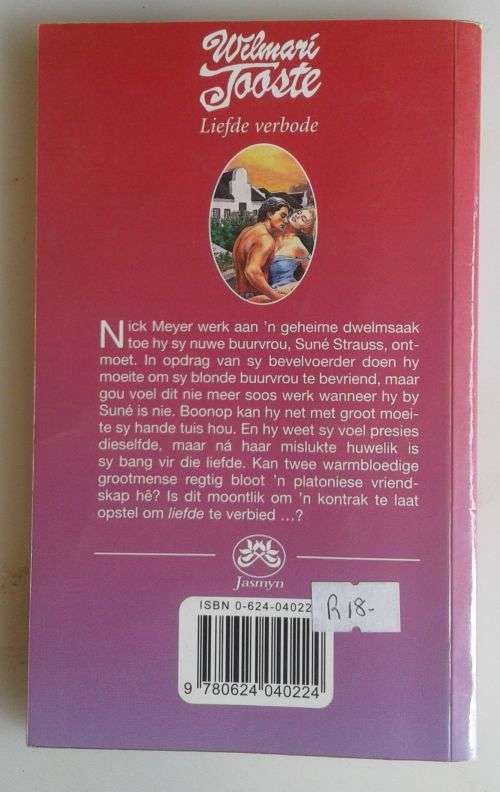 Wilmari
Jooste
Liefde verbode
Nick Meyer werk aan 'n geheime dwelmsaak
toe hy sy nuwe buurvrou, Suné Strauss, ont-
moet. In opdrag van sy bevelvoerder doen hy
moeite om sy blonde buurvrou te bevriend, maar
gou voel dit nie meer soos werk wanneer hy by
Suné is nie. Boonop kan hy net met groot moei-
te sy hande tuis hou. En hy weet sy voel presies
dieselfde, maar ná haar mislukte huwelik is
sy bang vir die liefde. Kan twee warmbloedige
grootmense regtig bloot 'n platoniese vriend-
skap hê? Is dit moontlik om 'n kontrak te laat
opstel om liefde te verbied ...?
Jasmyn
ISBN 0-624-04022
R18-
9 780624 040224